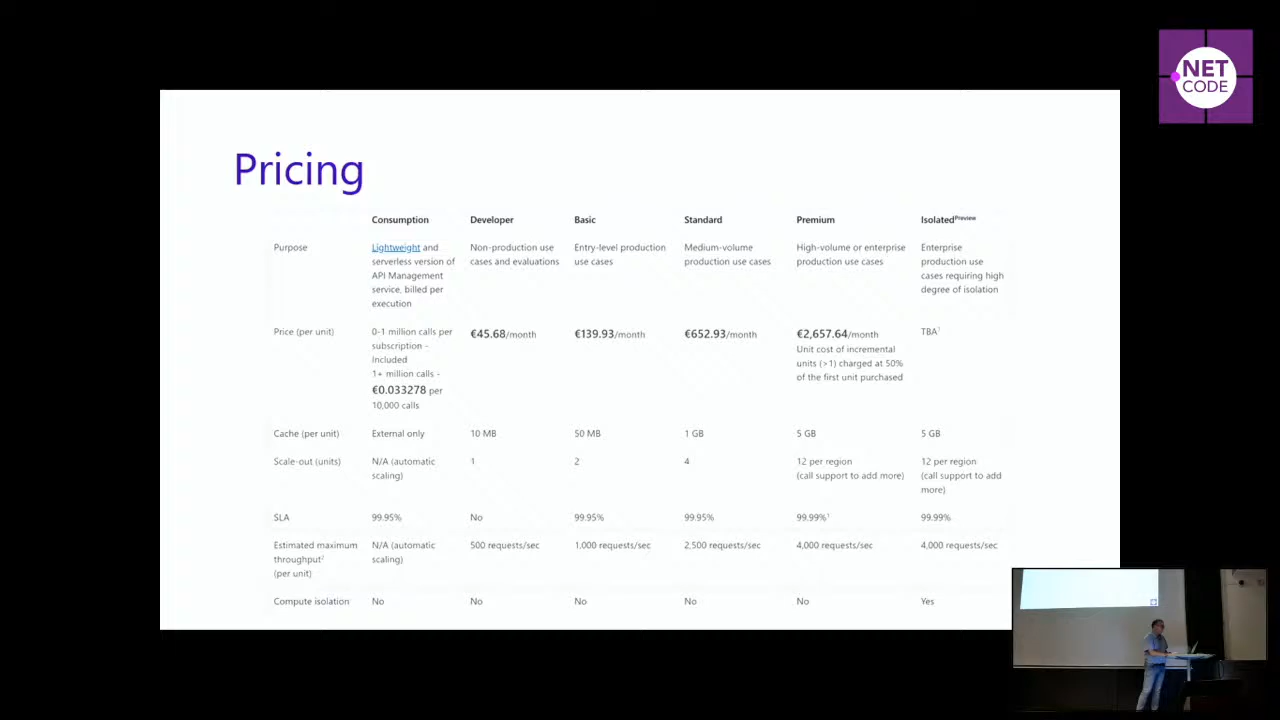 NET
CODE
Pricing
Consumption Developer Basic Standard Premium Isolated Preview
Purpose
Lightweight and
serverless version of
API Management
service, billed per
execution
Non-production use
cases and evaluations
Entry-level production
use cases
Medium-volume
production use cases
High-volume or enterprise
production use cases
Enterprise
production use
cases requiring high
degree of isolation
Price (per unit)
0-1 million calls per
subscription -
Included
1+ million calls -
€0.033278 per
10,000 calls
€45.68/month
€139.93/month
€652.93/month
€2,657.64/month
Unit cost of incremental
units (>1) charged at 50%
of the first unit purchased
TBA¹
Cache (per unit) External only 10 MB 50 MB 1 GB 5 GB 5 GB
Scale-out (units)
N/A (automatic
scaling)
1
2
4
12 per region
(call support to add more)
12 per region
(call support to add
more)
SLA 99.95% No 99.95% 99.95% 99.99%¹ 99.99%
Estimated maximum
throughput²
(per unit)
N/A (automatic
scaling)
500 requests/sec
1,000 requests/sec
2,500 requests/sec
4,000 requests/sec
4,000 requests/sec
Compute isolation No No No No No Yes